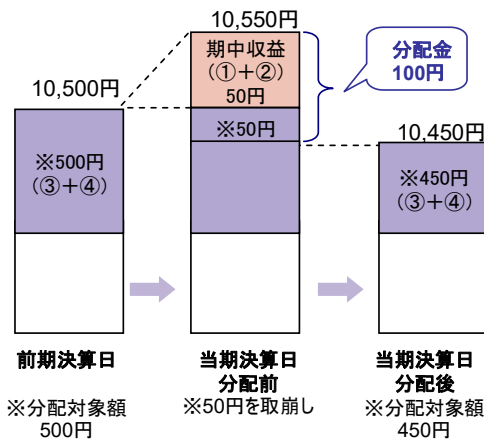 10,550円
期中収益
(①+②)
50円
分配金
100円
10,500円
※50円
10,450円
※500円
(③+④)
※450円
(③+④)
前期決算日
当期決算日
分配前
当期決算日
分配後
※分配対象額
500円
※50円を取崩し
※分配対象額
450円